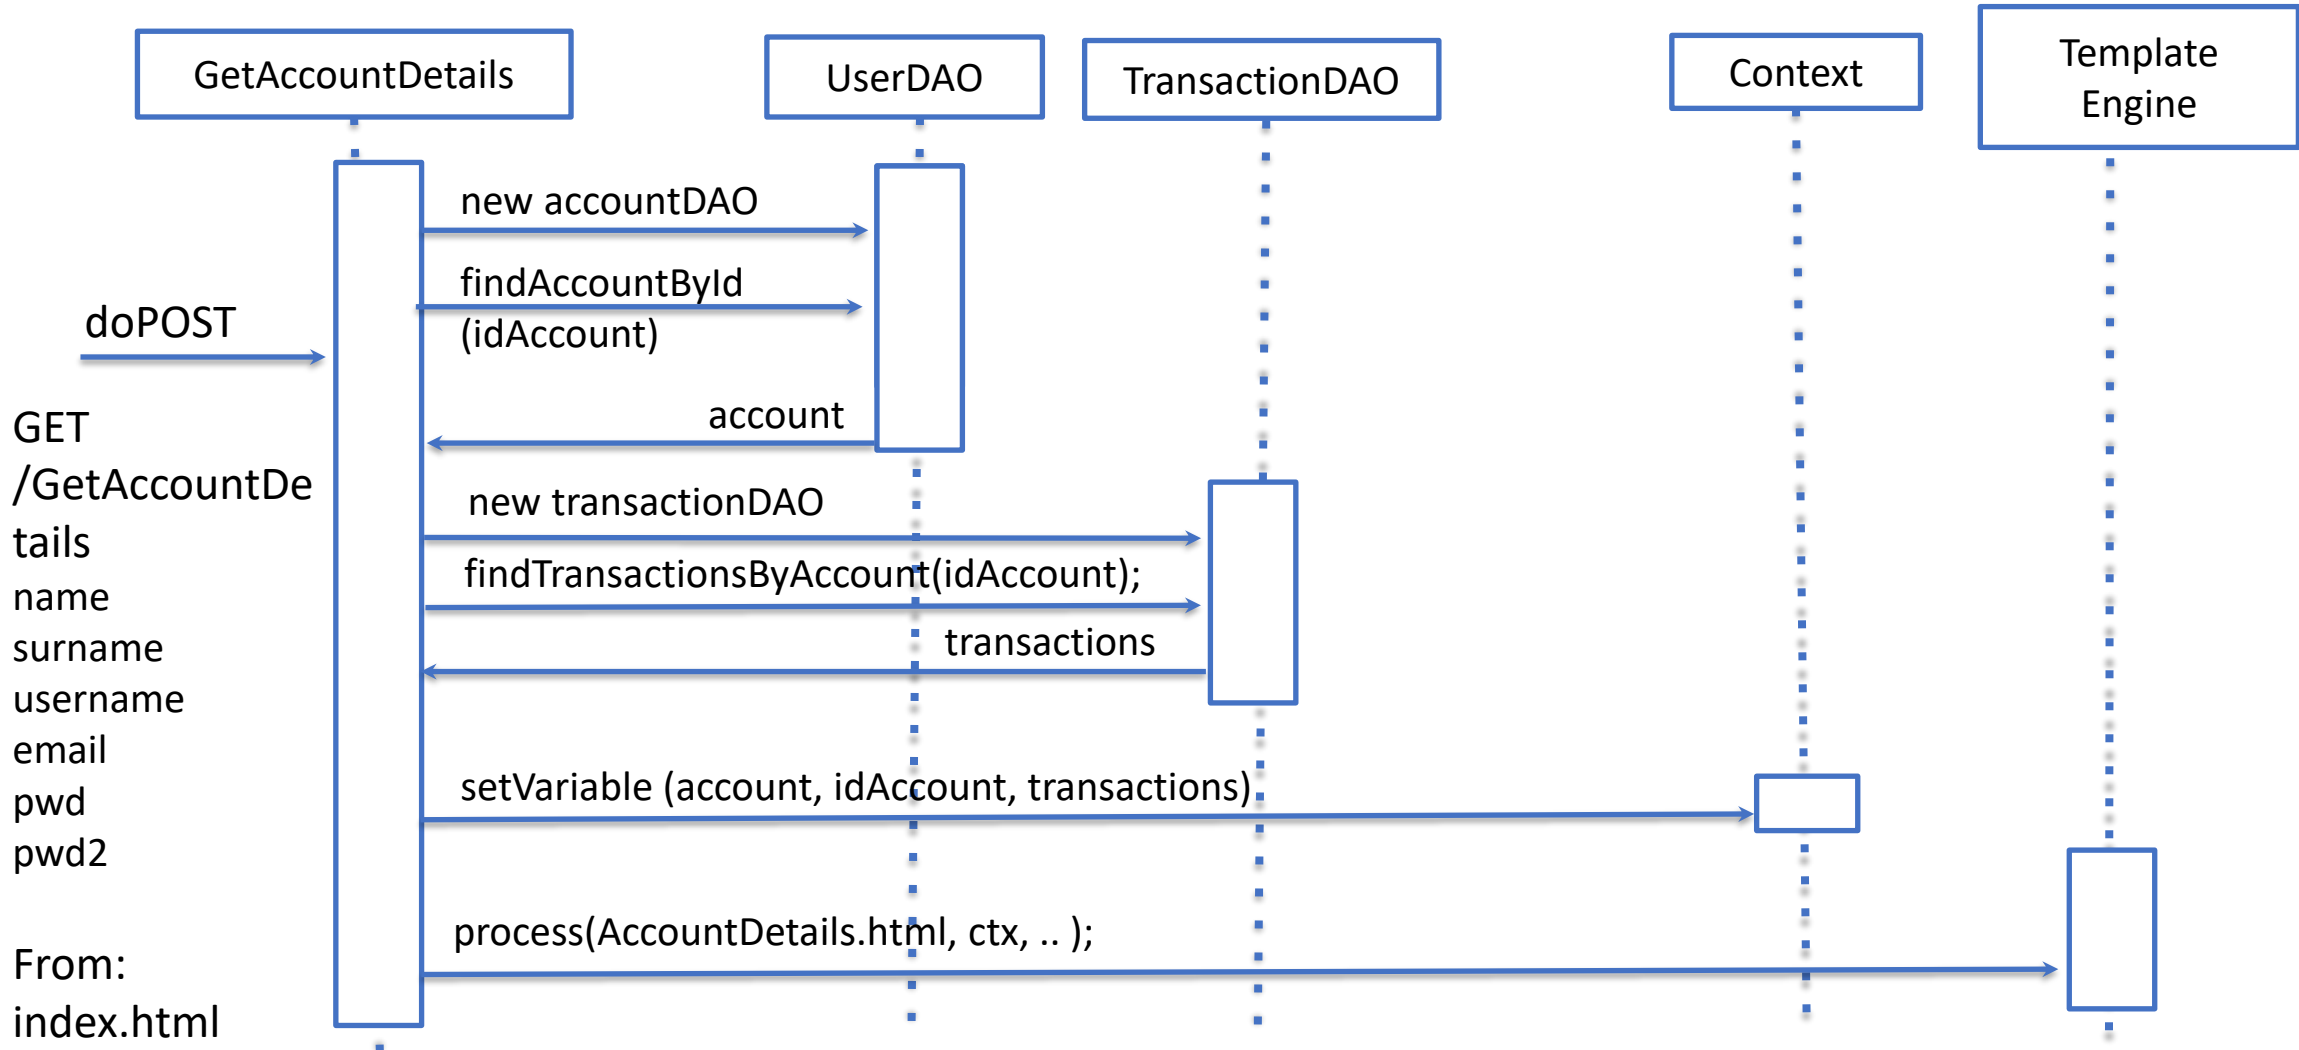 GetAccountDetails
UserDAO
TransactionDAO
Context
Template
Engine
new accountDAO
findAccountById
(idAccount)
doPOST
account
GET
/GetAccountDe
tails
name
surname
username
email
pwd
pwd2
From:
index.html
new transactionDAO
findTransactionsByAccount(idAccount);
transactions
setVariable (account, idAccount, transactions)
process(AccountDetails.html, ctx, .. );